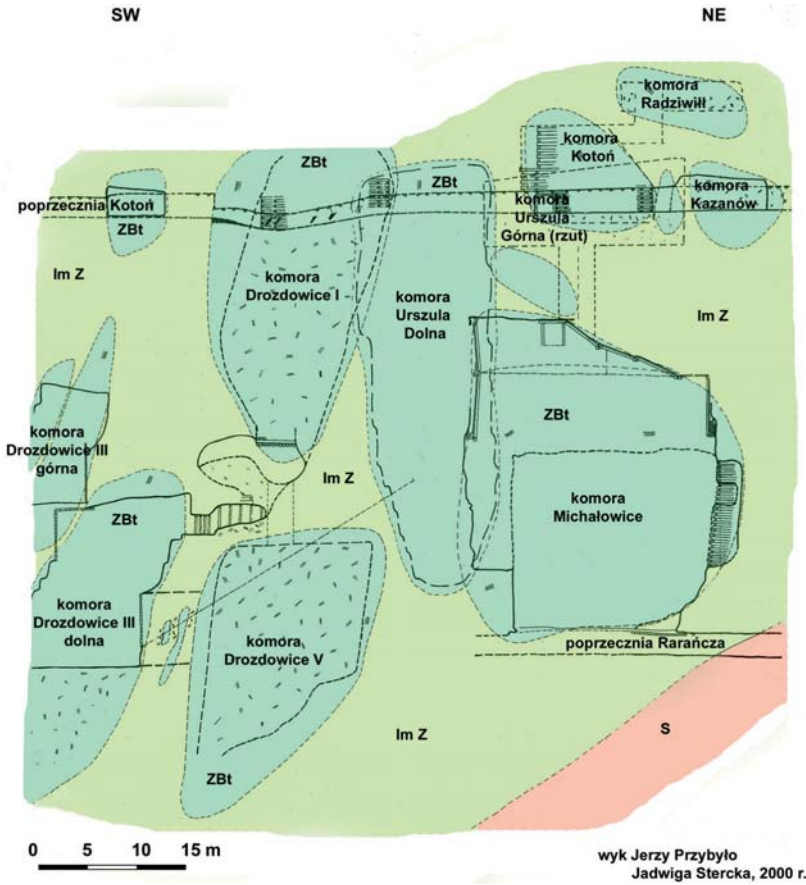 SW
NE
komora
Radziwiłł
komora
Kotoń
ZBt
ZBt
poprzecznia Kotoń
ZBt
komora
Urszula
Górna (rzut)
komora
Kazanów
Im Z
komora
Drozdowice I
komora
Urszula
Dolna
Im Z
ZBt
komora
Drozdowice III
górna
Im Z
ZBt
komora
Michałowice
komora
Drozdowice III
dolna
komora
Drozdowice V
poprzecznia Rarańcza
Im Z
S
ZBt
0 5 10 15 m
wyk Jerzy Przybyło
Jadwiga Stercka, 2000 r.